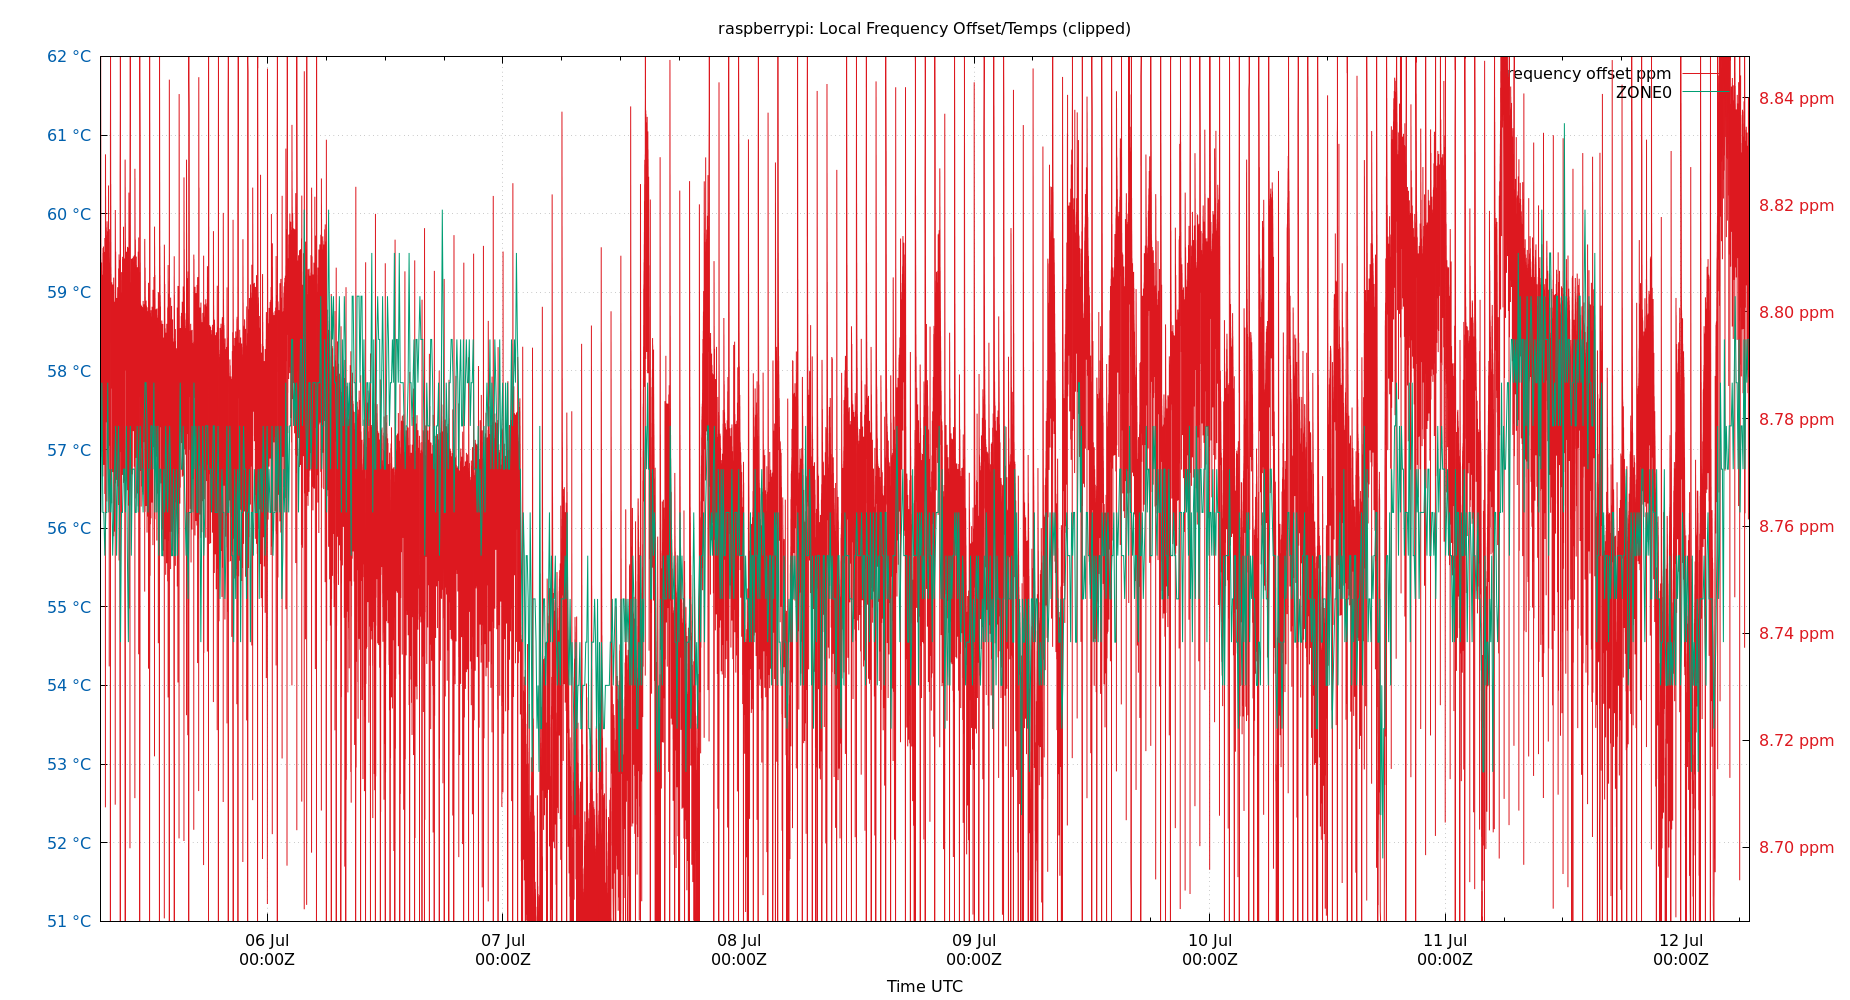 raspberrypi: Local Frequency Offset/Temps (clipped)
62 °C
61 °C
60 °C
59 °C
58 °C
57 °C
56 °C
55 °C
54 °C
53 °C
52 °C
51 °C
requency offset ppm
ZONE0
8.84 ppm
8.82 ppm
8.80 ppm
8.78 ppm
8.76 ppm
8.74 ppm
8.72 ppm
8.70 ppm
06 Jul 07 Jul 08 Jul 09 Jul 10 Jul 11 Jul 12 Jul
00:00Z 00:00Z 00:00Z 00:00Z 00:00Z 00:00Z 00:00Z
Time UTC